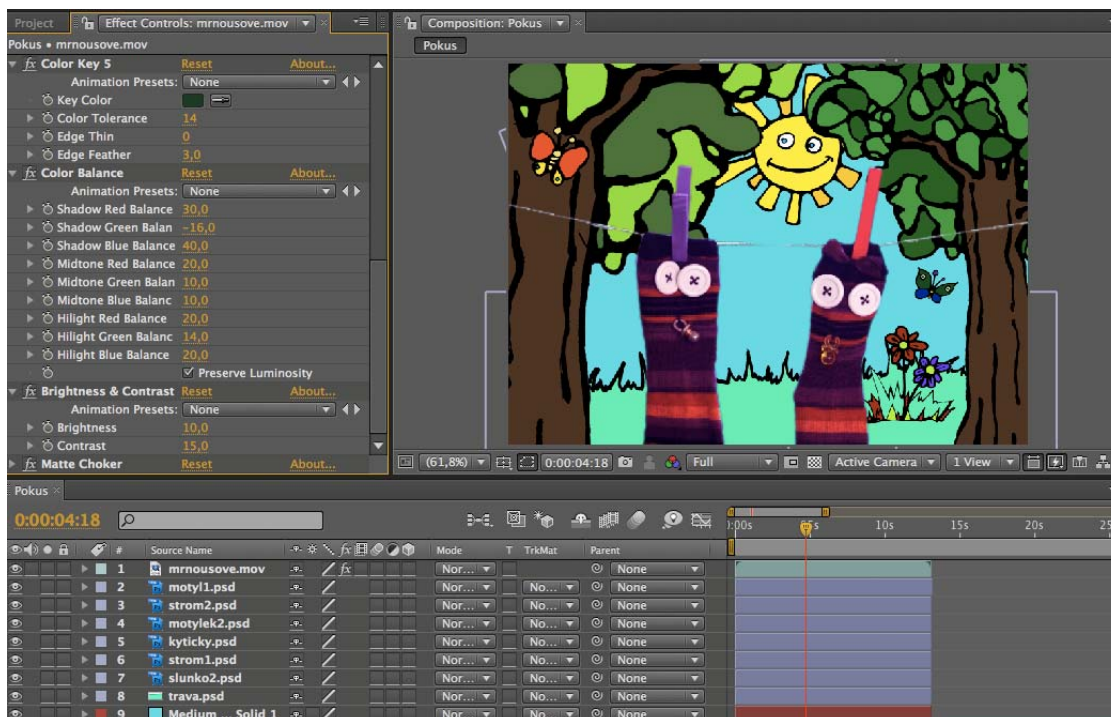 Project Effect Controls: mrnousove.mov
Pokus • mrnousove.mov
fx Color Key 5 Reset About...
Animation Presets: None
Key Color
Color Tolerance 14
Edge Thin 0
Edge Feather 3,0
fx Color Balance Reset About...
Animation Presets: None
Shadow Red Balance 30,0
Shadow Green Balan -16,0
Shadow Blue Balance 40,0
Midtone Red Balance 20,0
Midtone Green Balan 10,0
Midtone Blue Balanc 10,0
Hilight Red Balance 20,0
Hilight Green Balanc 14,0
Hilight Blue Balance 20,0
Preserve Luminosity
fx Brightness & Contrast Reset About...
Animation Presets: None
Brightness 10,0
Contrast 15,0
fx Matte Choker Reset About...
Composition: Pokus
Pokus
(61,8%) 0:00:04:18 Full Active Camera 1 View
Pokus
0:00:04:18
):00s 5s 10s 15s 20s 25
# Source Name fx Mode T TrkMat Parent
1 mrnousove.mov fx Nor... None
2 motyl1.psd Nor... No... None
3 strom2.psd Nor... No... None
4 motylek2.psd Nor... No... None
5 kyticky.psd Nor... No... None
6 strom1.psd Nor... No... None
7 slunko2.psd Nor... No... None
8 trava.psd Nor... No... None
9 Medium ... Solid 1 Nor... No... None